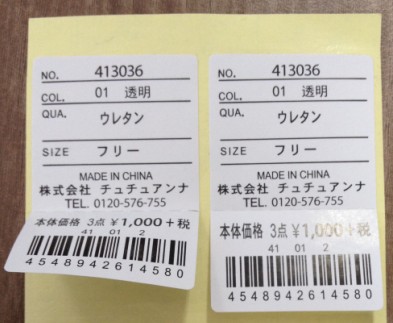 NO. 413036
COL. 01 透明
QUA. ウレタン
SIZE フリー
MADE IN CHINA
株式会社 チュチュアンナ
TEL. 0120-576-755
本体価格 3点 ¥1,000+税
41 01 2
4548942614580
NO. 413036
COL. 01 透明
QUA. ウレタン
SIZE フリー
MADE IN CHINA
株式会社 チュチュアンナ
TEL. 0120-576-755
本体価格 3点 ¥1,000+税
41 01 2
4548942614580